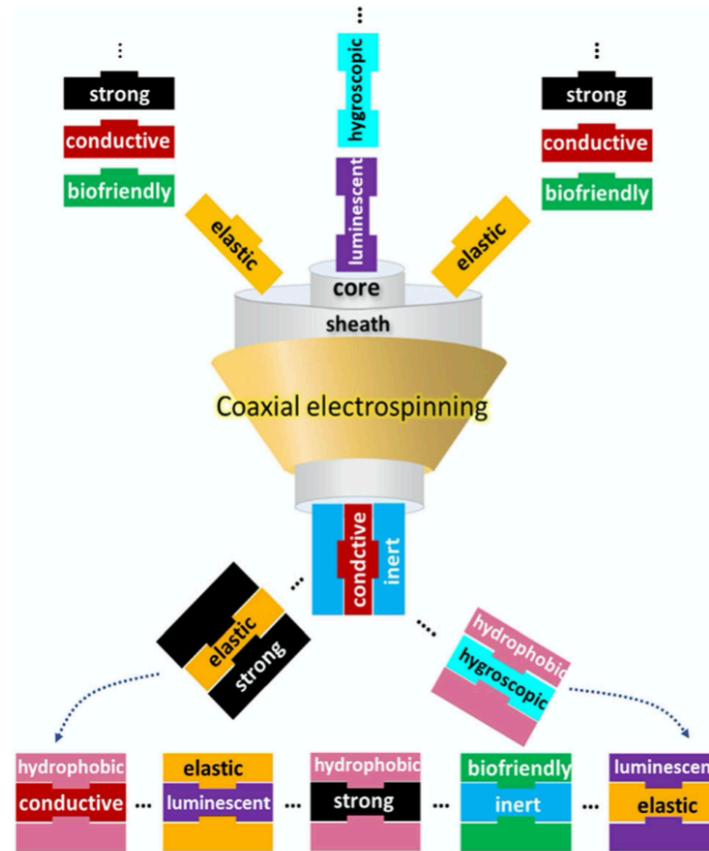 strong
conductive
biofriendly
elastic
hygroscopic
luminescent
strong
conductive
biofriendly
elastic
core
sheath
Coaxial electrospinning
condctive
inert
elastic
strong
hydrophobic
hygroscopic
hydrophobic
conductive
...
elastic
luminescent
...
hydrophobic
strong
...
biofriendly
inert
...
luminescent
elastic